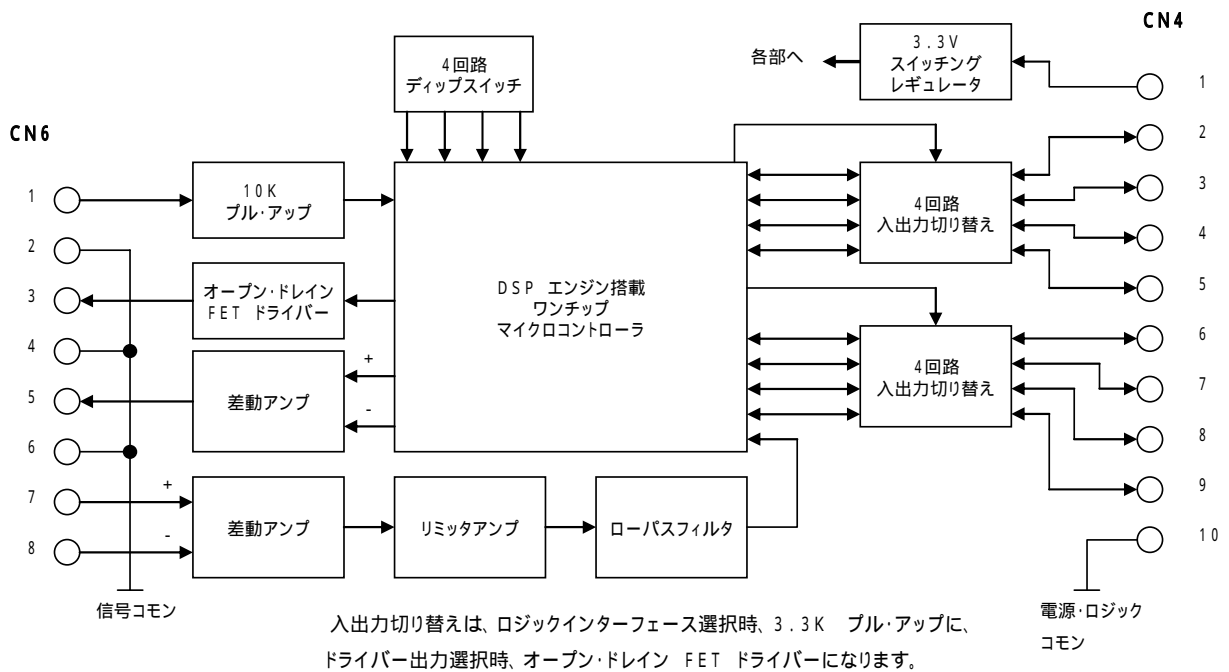 CN4
3.3V
スイッチング
レギュレータ
各部へ
4回路
ディップスイッチ
CN6
1
2
3
4
5
6
7
8
10K
プル・アップ
オープン・ドレイン
FET ドライバー
差動アンプ
+
-
DSP エンジン搭載
ワンチップ
マイクロコントローラ
4回路
入出力切り替え
4回路
入出力切り替え
1
2
3
4
5
6
7
8
9
10
+
-
差動アンプ
リミッタアンプ
ローパスフィルタ
信号コモン
電源・ロジック
コモン
入出力切り替えは、ロジックインターフェース選択時、3.3K プル・アップに、
ドライバー出力選択時、オープン・ドレイン FET ドライバーになります。